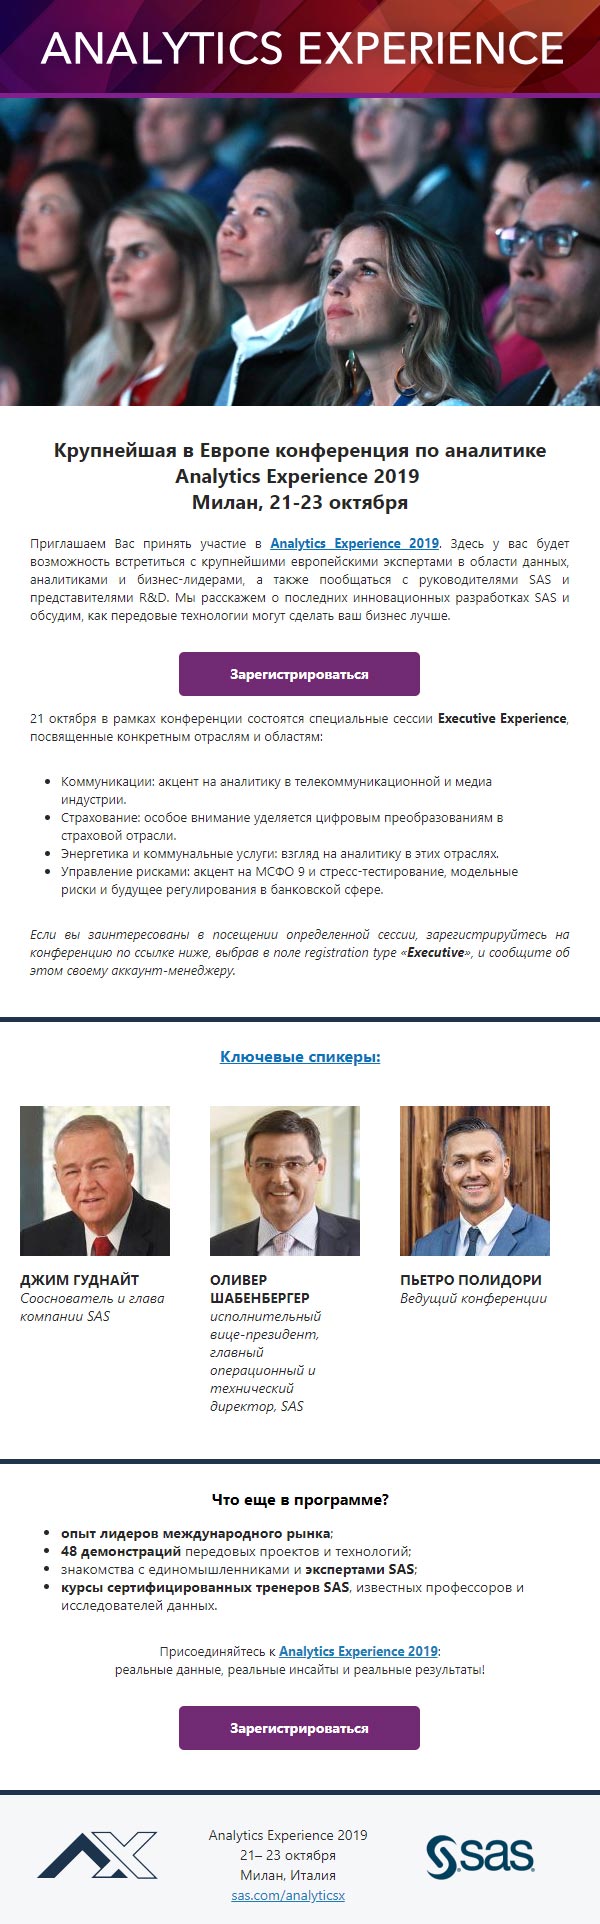 ANALYTICS EXPERIENCE
Крупнейшая в Европе конференция по аналитике
Analytics Experience 2019
Милан, 21-23 октября
Приглашаем Вас принять участие в Analytics Experience 2019. Здесь у вас будет
возможность встретиться с крупнейшими европейскими экспертами в области данных,
аналитиками и бизнес-лидерами, а также пообщаться с руководителями SAS и
представителями R&D. Мы расскажем о последних инновационных разработках SAS и
обсудим, как передовые технологии могут сделать ваш бизнес лучше.
Зарегистрироваться
21 октября в рамках конференции состоятся специальные сессии Executive Experience,
посвященные конкретным отраслям и областям:
• Коммуникации: акцент на аналитику в телекоммуникационной и медиа
индустрии.
• Страхование: особое внимание уделяется цифровым преобразованиям в
страховой отрасли.
• Энергетика и коммунальные услуги: взгляд на аналитику в этих отраслях.
• Управление рисками: акцент на МСФО 9 и стресс-тестирование, модельные
риски и будущее регулирования в банковской сфере.
Если вы заинтересованы в посещении определенной сессии, зарегистрируйтесь на
конференцию по ссылке ниже, выбрав в поле registration type «Executive», и сообщите об
этом своему аккаунт-менеджеру.
Ключевые спикеры:
ДЖИМ ГУДНАЙТ
Сооснователь и глава
компании SAS
ОЛИВЕР
ШАБЕНБЕРГЕР
исполнительный
вице-президент,
главный
операционный и
технический
директор, SAS
ПЬЕТРО ПОЛИДОРИ
Ведущий конференции
Что еще в программе?
• опыт лидеров международного рынка;
• 48 демонстраций передовых проектов и технологий;
• знакомства с единомышленниками и экспертами SAS;
• курсы сертифицированных тренеров SAS, известных профессоров и
исследователей данных.
Присоединяйтесь к Analytics Experience 2019:
реальные данные, реальные инсайты и реальные результаты!
Зарегистрироваться
AX
Analytics Experience 2019
21– 23 октября
Милан, Италия
sas.com/analyticsx
sas